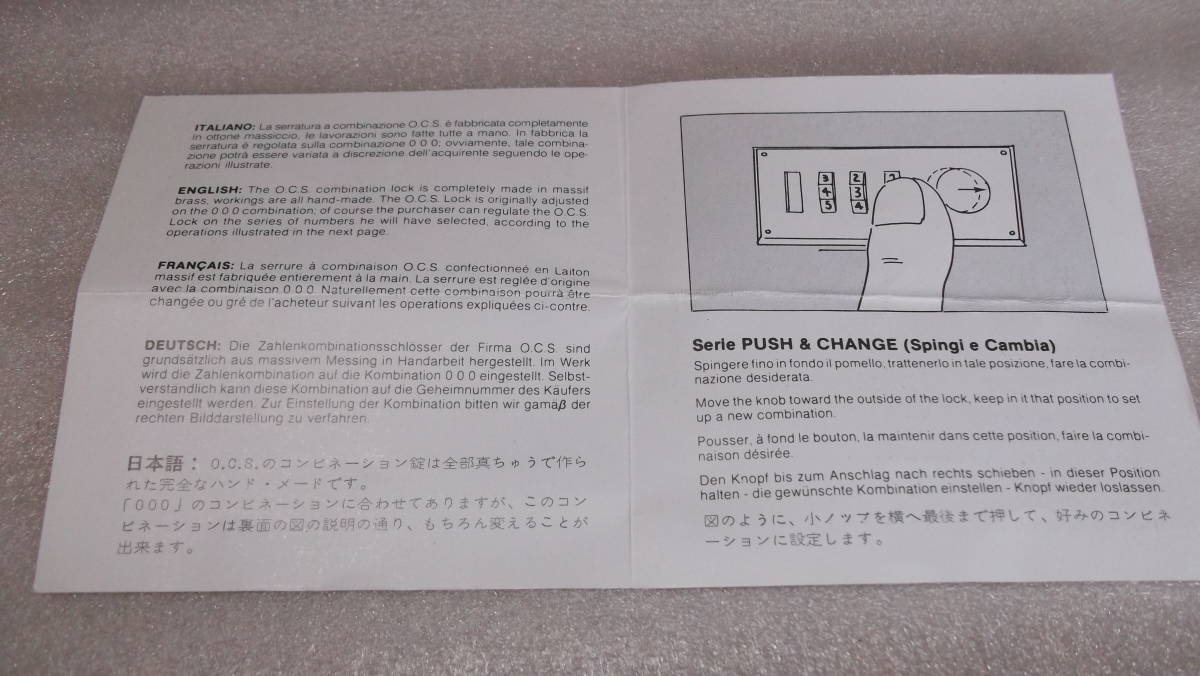 ITALIANO: La serratura a combinazione O.C.S. è fabbricata completamente
in ottone massiccio, le lavorazioni sono fatte tutte a mano. In fabbrica la
serratura è regolata sulla combinazione 0 0 0; ovviamente, tale combina-
zione potrà essere variata a discrezione dell'acquirente seguendo le ope-
razioni illustrate.
ENGLISH: The O.C.S. combination lock is completely made in massif
brass, workings are all hand-made. The O.C.S. Lock is originally adjusted
on the 0 0 0 combination; of course the purchaser can regulate the O.C.S.
Lock on the series of numbers he will have selected, according to the
operations illustrated in the next page.
FRANÇAIS: La serrure à combinaison O.C.S. confectionneé en Laiton
massif est fabriquée entierement à la main. La serrure est reglée d'origine
avec la combinaison 0 0 0. Naturellement cette combinaison pourra être
changée ou gré de l'acheteur suivant les operations expliquées ci-contre.
DEUTSCH: Die Zahlenkombinationsschlösser der Firma O.C.S. sind
grundsätzlich aus massivem Messing in Handarbeit hergestellt. Im Werk
wird die Zahlenkombination auf die Kombination 0 0 0 eingestellt. Selbst-
verständlich kann diese Kombination auf die Geheimnummer des Käufers
eingestellt werden. Zur Einstellung der Kombination bitten wir gamäß der
rechten Bilddarstellung zu verfahren.
日本語： O.C.S.のコンビネーション錠は全部真ちゅうで作ら
れた完全なハンド・メードです。
「000」のコンビネーションに合わせてありますが、このコン
ビネーションは裏面の図の説明の通り、もちろん変えることが
出来ます。
3 2 2
4 3
5 4
Serie PUSH & CHANGE (Spingi e Cambia)
Spingere fino in fondo il pomello, trattenerlo in tale posizione, fare la combi-
nazione desiderata.
Move the knob toward the outside of the lock, keep in it that position to set
up a new combination.
Pousser, à fond le bouton, la maintenir dans cette position, faire la combi-
naison désirée.
Den Knopf bis zum Anschlag nach rechts schieben - in dieser Position
halten - die gewünschte Kombination einstellen - Knopf wieder loslassen.
図のように、小ノッブを横へ最後まで押して、好みのコンビネ
ーションに設定します。